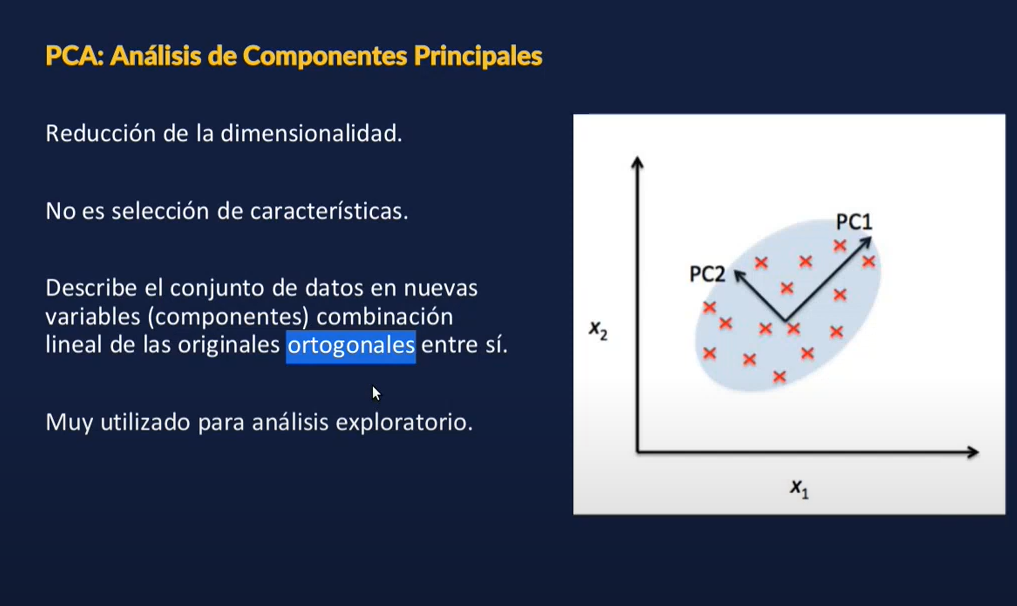 PCA: Análisis de Componentes Principales
Reducción de la dimensionalidad.
No es selección de características.
Describe el conjunto de datos en nuevas
variables (componentes) combinación
lineal de las originales ortogonales entre sí.
Muy utilizado para análisis exploratorio.
PC1
PC2
x2
x1